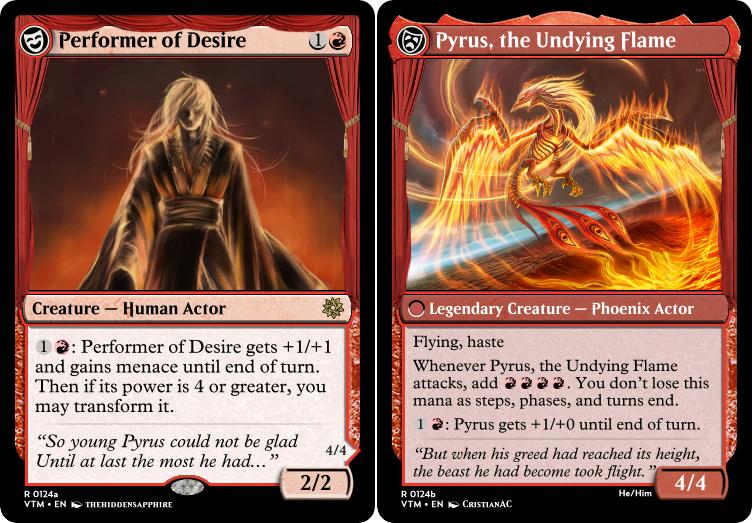 Performer of Desire 1
Creature — Human Actor
1 : Performer of Desire gets +1/+1
and gains menace until end of turn.
Then if its power is 4 or greater, you
may transform it.
“So young Pyrus could not be glad
Until at last the most he had...”
4/4
2/2
R 0124a
VTM • EN THEHIDDENSAPPHIRE
Pyrus, the Undying Flame
Legendary Creature — Phoenix Actor
Flying, haste
Whenever Pyrus, the Undying Flame
attacks, add . You don’t lose this
mana as steps, phases, and turns end.
1 : Pyrus gets +1/+0 until end of turn.
“But when his greed had reached its height,
the beast he had become took flight.”
He/Him
4/4
R 0124b
VTM • EN CRISTIANAC